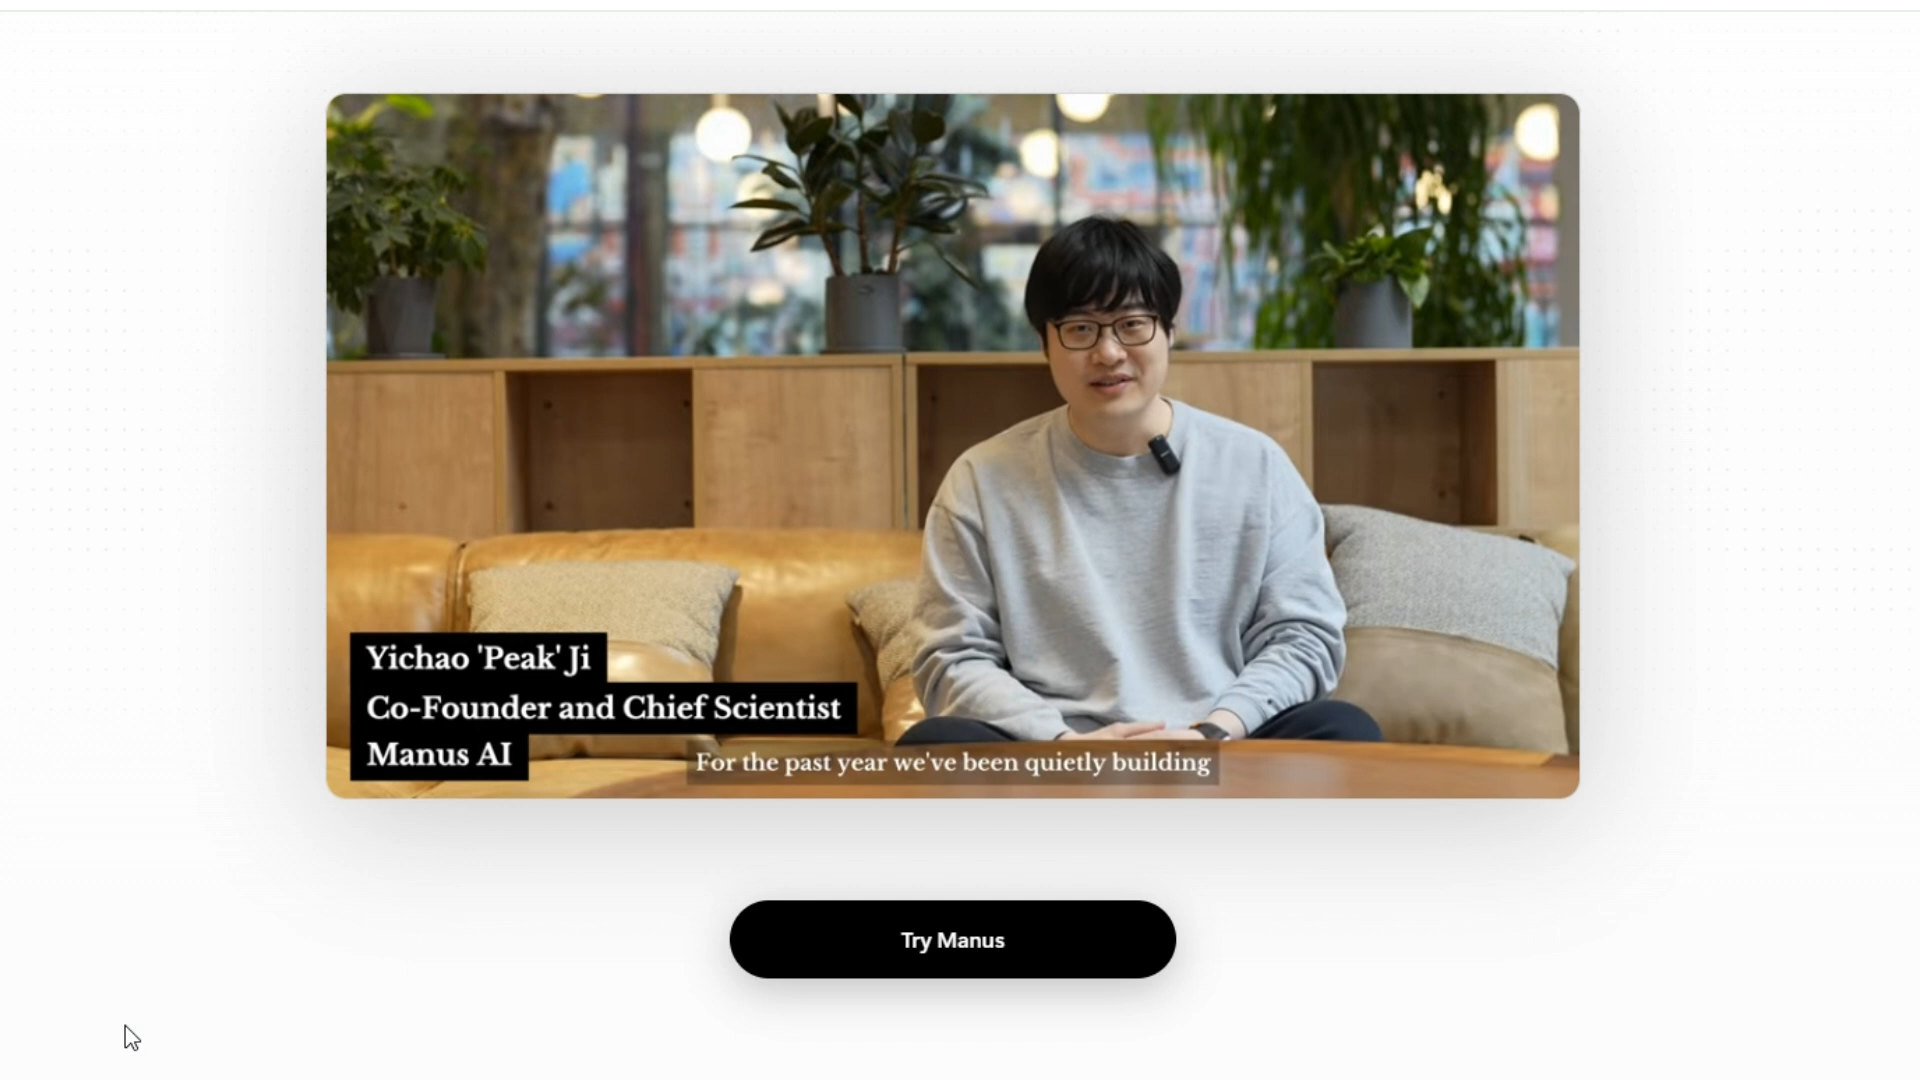 Yichao 'Peak' Ji
Co-Founder and Chief Scientist
Manus AI
For the past year we've been quietly building
Try Manus